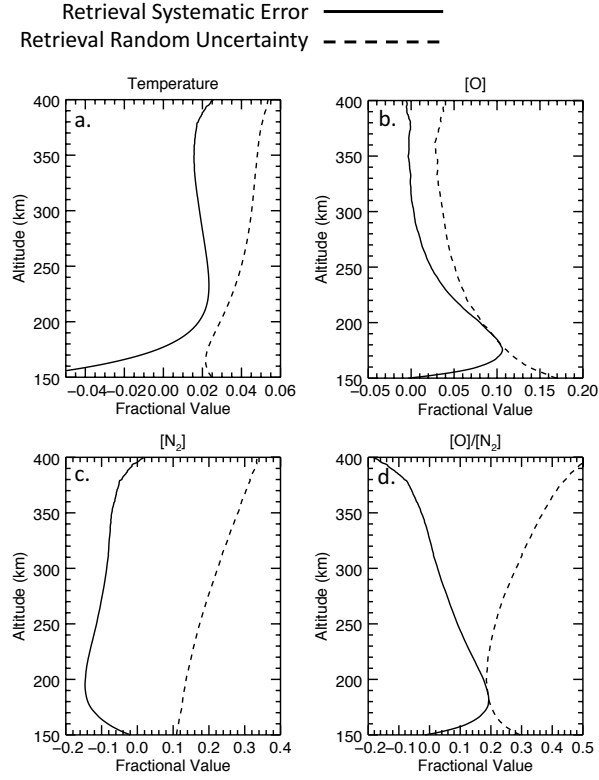 Retrieval Systematic Error
Retrieval Random Uncertainty
Temperature
a.
400
350
300
250
200
150
Altitude (km)
-0.04 -0.02 0.00 0.02 0.04 0.06
Fractional Value
[O]
b.
400
350
300
250
200
150
Altitude (km)
-0.05 0.00 0.05 0.10 0.15 0.20
Fractional Value
[N₂]
c.
400
350
300
250
200
150
Altitude (km)
-0.2 -0.1 0.0 0.1 0.2 0.3 0.4
Fractional Value
[O]/[N₂]
d.
400
350
300
250
200
150
Altitude (km)
-0.2 -0.1 0.0 0.1 0.2 0.3 0.4 0.5
Fractional Value